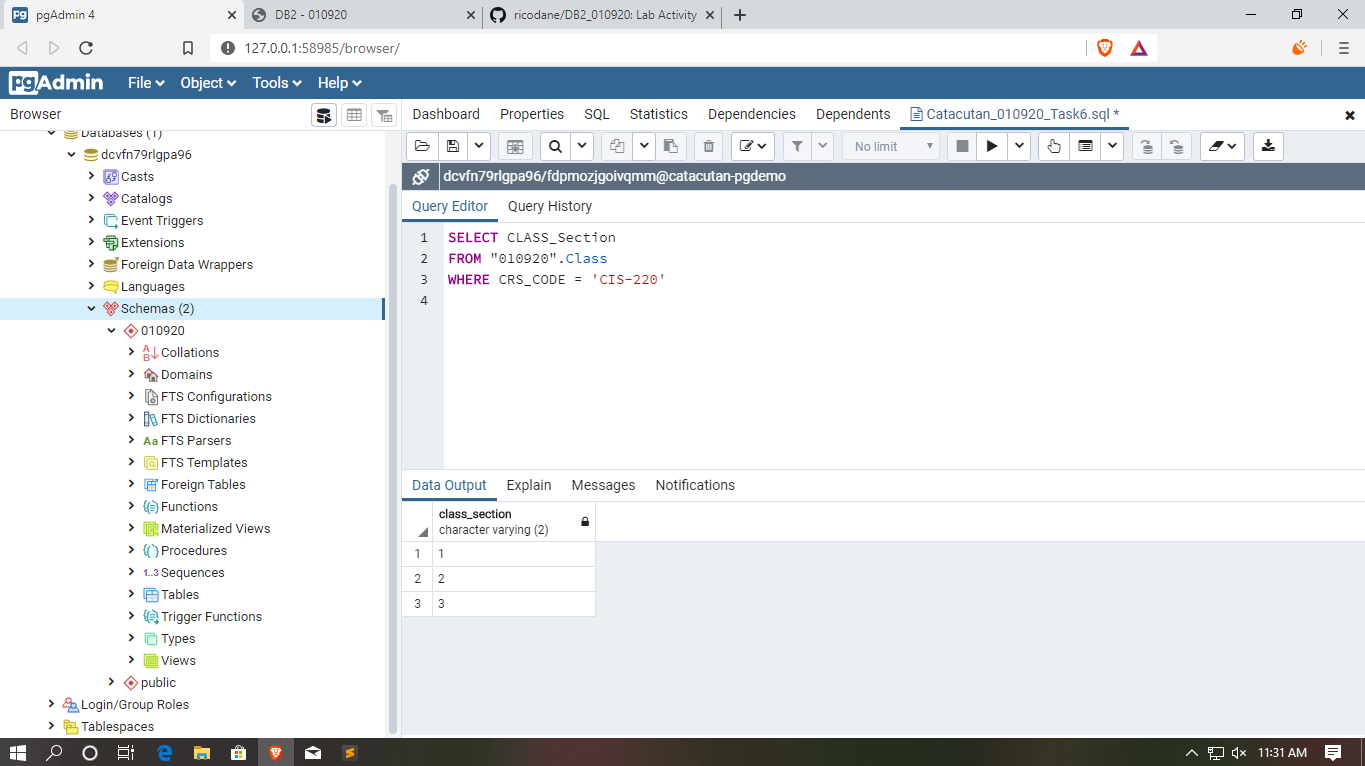 pgAdmin 4
DB2 - 010920
ricodane/DB2_010920: Lab Activity
127.0.0.1:58985/browser/
pgAdmin File Object Tools Help
Browser
Dashboard Properties SQL Statistics Dependencies Dependents Catacutan_010920_Task6.sql *
No limit
dcvfn79rlgpa96/fdpmozjgoivqmm@catacutan-pgdemo
Query Editor Query History
1 SELECT CLASS_Section
2 FROM "010920".Class
3 WHERE CRS_CODE = 'CIS-220'
4
Data Output Explain Messages Notifications
class_section
character varying (2)
1 1
2 2
3 3
Databases (1)
dcvfn79rlgpa96
Casts
Catalogs
Event Triggers
Extensions
Foreign Data Wrappers
Languages
Schemas (2)
010920
Collations
Domains
FTS Configurations
FTS Dictionaries
Aa FTS Parsers
FTS Templates
Foreign Tables
Functions
Materialized Views
Procedures
1..3 Sequences
Tables
Trigger Functions
Types
Views
public
Login/Group Roles
Tablespaces
11:31 AM